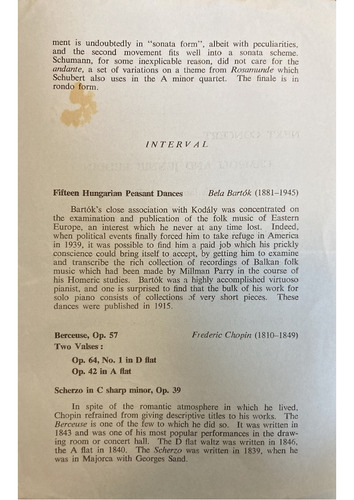 ment is undoubtedly in "sonata form", albeit with peculiarities,
and the second movement fits well into a sonata scheme.
Schumann, for some inexplicable reason, did not care for the
andante, a set of variations on a theme from Rosamunde which
Schubert also uses in the A minor quartet. The finale is in
rondo form.
INTERVAL
Fifteen Hungarian Peasant Dances Bela Bartók (1881–1945)
Bartók's close association with Kodály was concentrated on
the examination and publication of the folk music of Eastern
Europe, an interest which he never at any time lost. Indeed,
when political events finally forced him to take refuge in America
in 1939, it was possible to find him a paid job which his prickly
conscience could bring itself to accept, by getting him to examine
and transcribe the rich collection of recordings of Balkan folk
music which had been made by Millman Parry in the course of
his Homeric studies. Bartók was a highly accomplished virtuoso
pianist, and one is surprised to find that the bulk of his work for
solo piano consists of collections of very short pieces. These
dances were published in 1915.
Berceuse, Op. 57 Frederic Chopin (1810–1849)
Two Valses :
Op. 64, No. 1 in D flat
Op. 42 in A flat
Scherzo in C sharp minor, Op. 39
In spite of the romantic atmosphere in which he lived,
Chopin refrained from giving descriptive titles to his works. The
Berceuse is one of the few to which he did so. It was written in
1843 and was one of his most popular performances in the draw-
ing room or concert hall. The D flat waltz was written in 1846,
the A flat in 1840. The Scherzo was written in 1839, when he
was in Majorca with Georges Sand.